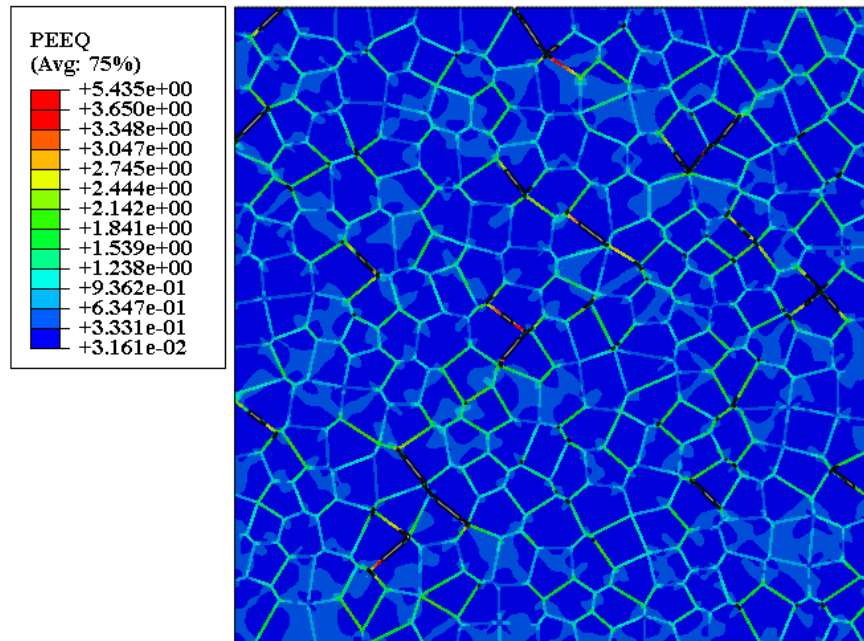 PEEQ
(Avg: 75%)
+5.435e+00
+3.650e+00
+3.348e+00
+3.047e+00
+2.745e+00
+2.444e+00
+2.142e+00
+1.841e+00
+1.539e+00
+1.238e+00
+9.362e-01
+6.347e-01
+3.331e-01
+3.161e-02